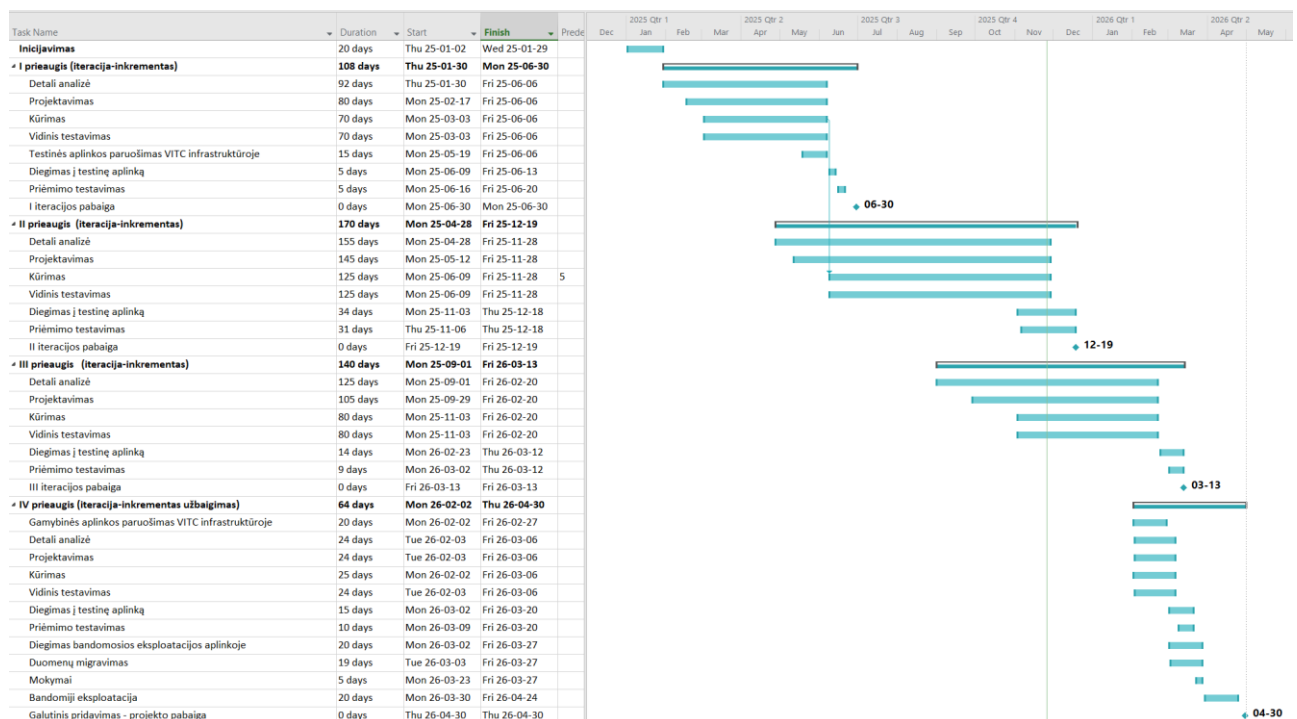 2025 Qtr 1 2025 Qtr 2 2025 Qtr 3 2025 Qtr 4 2026 Qtr 1 2026 Qtr 2
Task Name Duration Start Finish Prede Dec Jan Feb Mar Apr May Jun Jul Aug Sep Oct Nov Dec Jan Feb Mar Apr May
Inicijavimas 20 days Thu 25-01-02 Wed 25-01-29
I prieaugis (iteracija-inkrementas) 108 days Thu 25-01-30 Mon 25-06-30
Detali analizė 92 days Thu 25-01-30 Fri 25-06-06
Projektavimas 80 days Mon 25-02-17 Fri 25-06-06
Kūrimas 70 days Mon 25-03-03 Fri 25-06-06
Vidinis testavimas 70 days Mon 25-03-03 Fri 25-06-06
Testinės aplinkos paruošimas VITC infrastruktūroje 15 days Mon 25-05-19 Fri 25-06-06
Diegimas į testinę aplinką 5 days Mon 25-06-09 Fri 25-06-13
Priėmimo testavimas 5 days Mon 25-06-16 Fri 25-06-20
I iteracijos pabaiga 0 days Mon 25-06-30 Mon 25-06-30 06-30
II prieaugis (iteracija-inkrementas) 170 days Mon 25-04-28 Fri 25-12-19
Detali analizė 155 days Mon 25-04-28 Fri 25-11-28
Projektavimas 145 days Mon 25-05-12 Fri 25-11-28
Kūrimas 125 days Mon 25-06-09 Fri 25-11-28 5
Vidinis testavimas 125 days Mon 25-06-09 Fri 25-11-28
Diegimas į testinę aplinką 34 days Mon 25-11-03 Thu 25-12-18
Priėmimo testavimas 31 days Thu 25-11-06 Thu 25-12-18
II iteracijos pabaiga 0 days Fri 25-12-19 Fri 25-12-19 12-19
III prieaugis (iteracija-inkrementas) 140 days Mon 25-09-01 Fri 26-03-13
Detali analizė 125 days Mon 25-09-01 Fri 26-02-20
Projektavimas 105 days Mon 25-09-29 Fri 26-02-20
Kūrimas 80 days Mon 25-11-03 Fri 26-02-20
Vidinis testavimas 80 days Mon 25-11-03 Fri 26-02-20
Diegimas į testinę aplinką 14 days Mon 26-02-23 Thu 26-03-12
Priėmimo testavimas 9 days Mon 26-03-02 Thu 26-03-12
III iteracijos pabaiga 0 days Fri 26-03-13 Fri 26-03-13 03-13
IV prieaugis (iteracija-inkrementas užbaigimas) 64 days Mon 26-02-02 Thu 26-04-30
Gamybinės aplinkos paruošimas VITC infrastruktūroje 20 days Mon 26-02-02 Fri 26-02-27
Detali analizė 24 days Tue 26-02-03 Fri 26-03-06
Projektavimas 24 days Tue 26-02-03 Fri 26-03-06
Kūrimas 25 days Mon 26-02-02 Fri 26-03-06
Vidinis testavimas 24 days Tue 26-02-03 Fri 26-03-06
Diegimas į testinę aplinką 15 days Mon 26-03-02 Fri 26-03-20
Priėmimo testavimas 10 days Mon 26-03-09 Fri 26-03-20
Diegimas bandomosios eksploatacijos aplinkoje 20 days Mon 26-03-02 Fri 26-03-27
Duomenų migravimas 19 days Tue 26-03-03 Fri 26-03-27
Mokymai 5 days Mon 26-03-23 Fri 26-03-27
Bandomiji eksploatacija 20 days Mon 26-03-30 Fri 26-04-24
Galutinis pridavimas - projekto pabaiga 0 days Thu 26-04-30 Thu 26-04-30 04-30